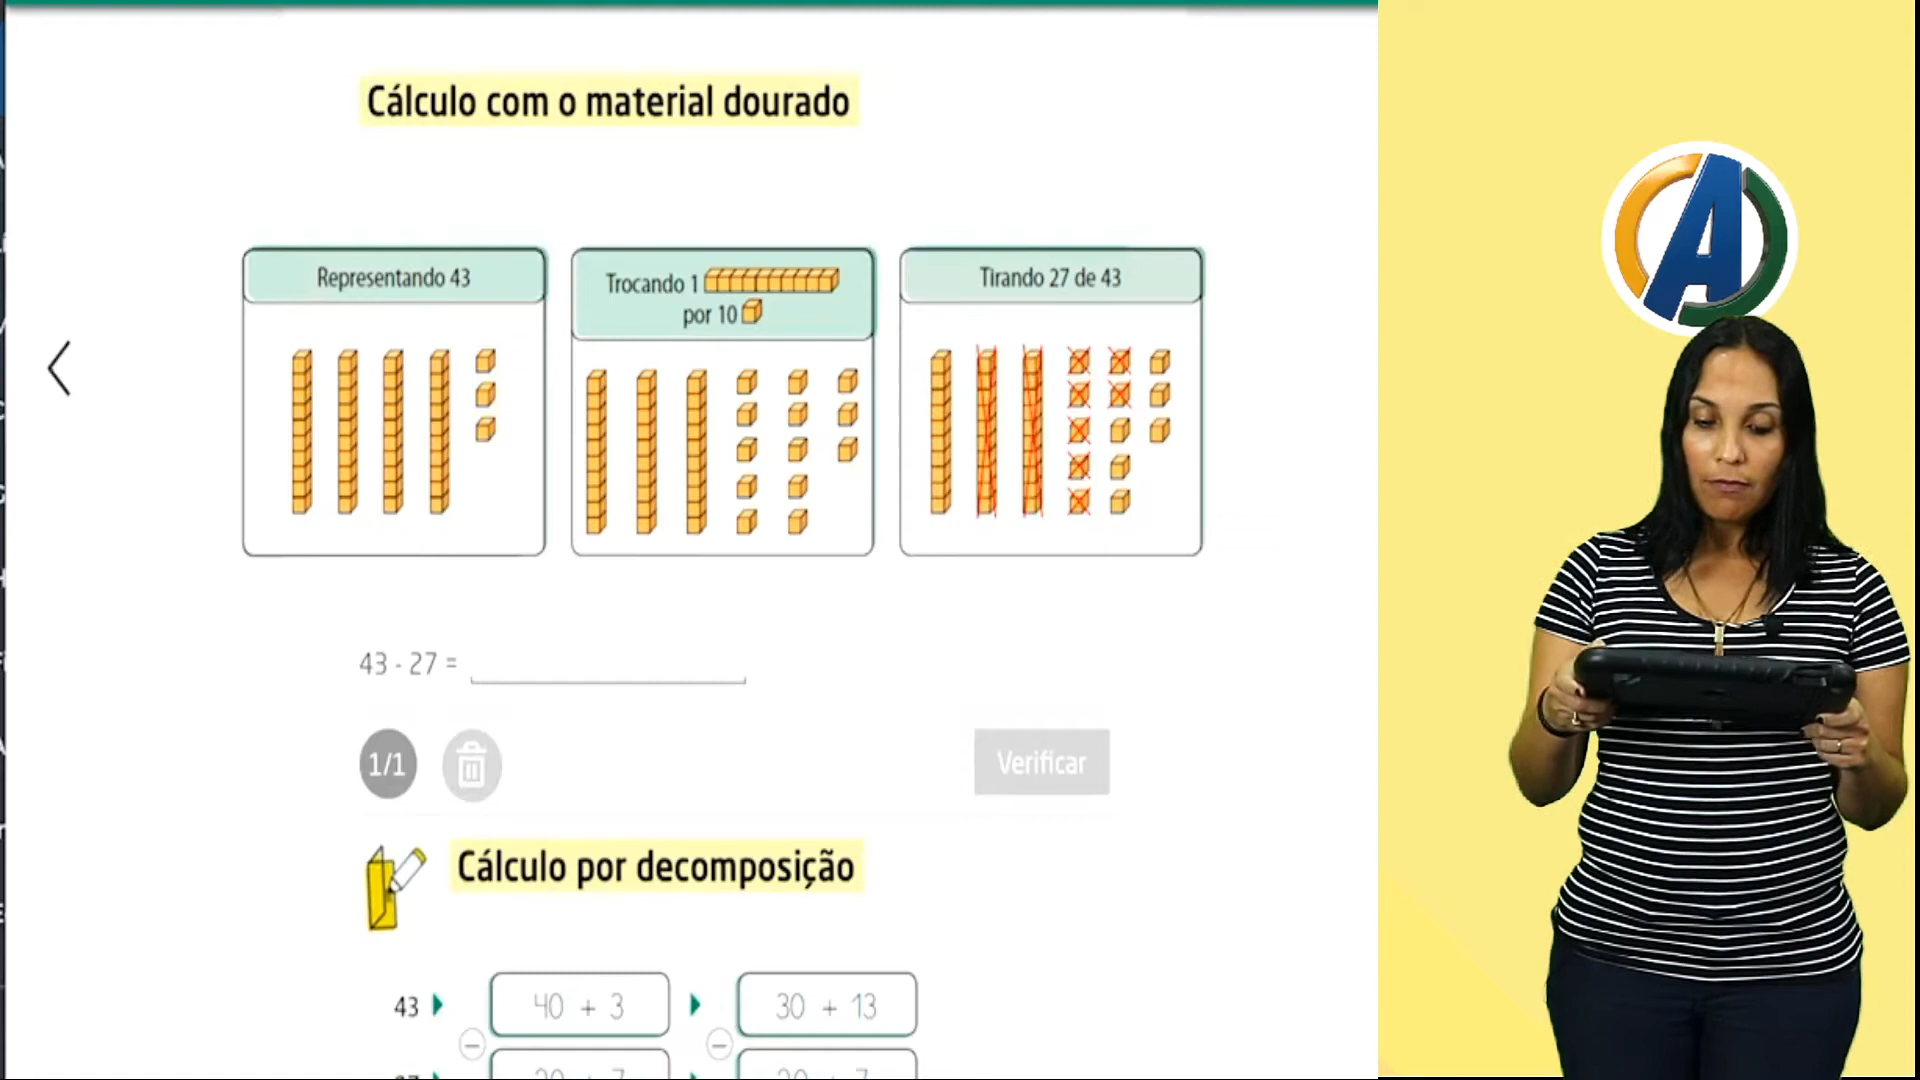 Cálculo com o material dourado
Representando 43
Trocando 1
por 10
Tirando 27 de 43
43 - 27 =
1/1
Verificar
Cálculo por decomposição
43
40 + 3
30 + 13
A